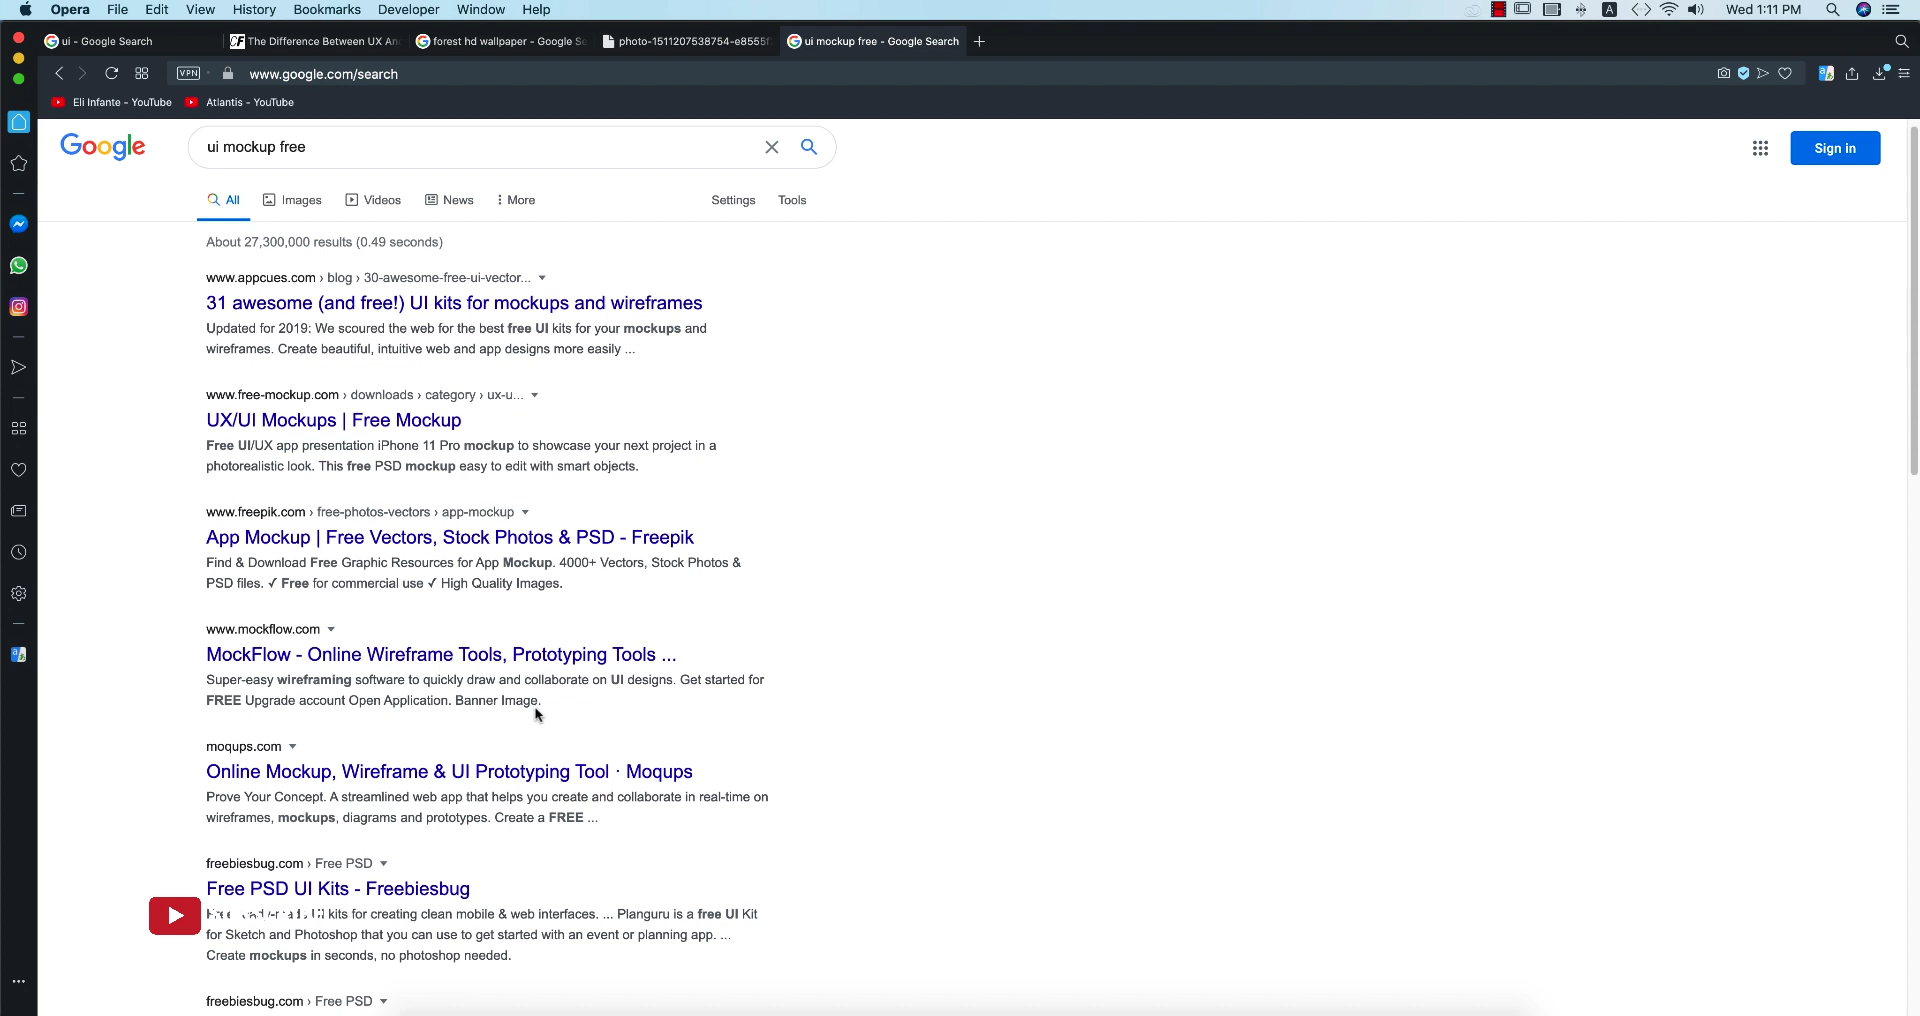 Opera File Edit View History Bookmarks Developer Window Help
A Wed 1:11 PM
ui - Google Search
CF The Difference Between UX An
forest hd wallpaper - Google Se
photo-1511207538754-e8555f
ui mockup free - Google Search
VPN www.google.com/search
Eli Infante - YouTube Atlantis - YouTube
Google ui mockup free Sign in
All Images Videos News More Settings Tools
About 27,300,000 results (0.49 seconds)
www.appcues.com › blog › 30-awesome-free-ui-vector...
31 awesome (and free!) UI kits for mockups and wireframes
Updated for 2019: We scoured the web for the best free UI kits for your mockups and
wireframes. Create beautiful, intuitive web and app designs more easily ...
www.free-mockup.com › downloads › category › ux-u...
UX/UI Mockups | Free Mockup
Free UI/UX app presentation iPhone 11 Pro mockup to showcase your next project in a
photorealistic look. This free PSD mockup easy to edit with smart objects.
www.freepik.com › free-photos-vectors › app-mockup
App Mockup | Free Vectors, Stock Photos & PSD - Freepik
Find & Download Free Graphic Resources for App Mockup. 4000+ Vectors, Stock Photos &
PSD files. ✓ Free for commercial use ✓ High Quality Images.
www.mockflow.com
MockFlow - Online Wireframe Tools, Prototyping Tools ...
Super-easy wireframing software to quickly draw and collaborate on UI designs. Get started for
FREE Upgrade account Open Application. Banner Image.
moqups.com
Online Mockup, Wireframe & UI Prototyping Tool · Moqups
Prove Your Concept. A streamlined web app that helps you create and collaborate in real-time on
wireframes, mockups, diagrams and prototypes. Create a FREE ...
freebiesbug.com › Free PSD
Free PSD UI Kits - Freebiesbug
kits for creating clean mobile & web interfaces. ... Planguru is a free UI Kit
for Sketch and Photoshop that you can use to get started with an event or planning app. ...
Create mockups in seconds, no photoshop needed.
freebiesbug.com › Free PSD